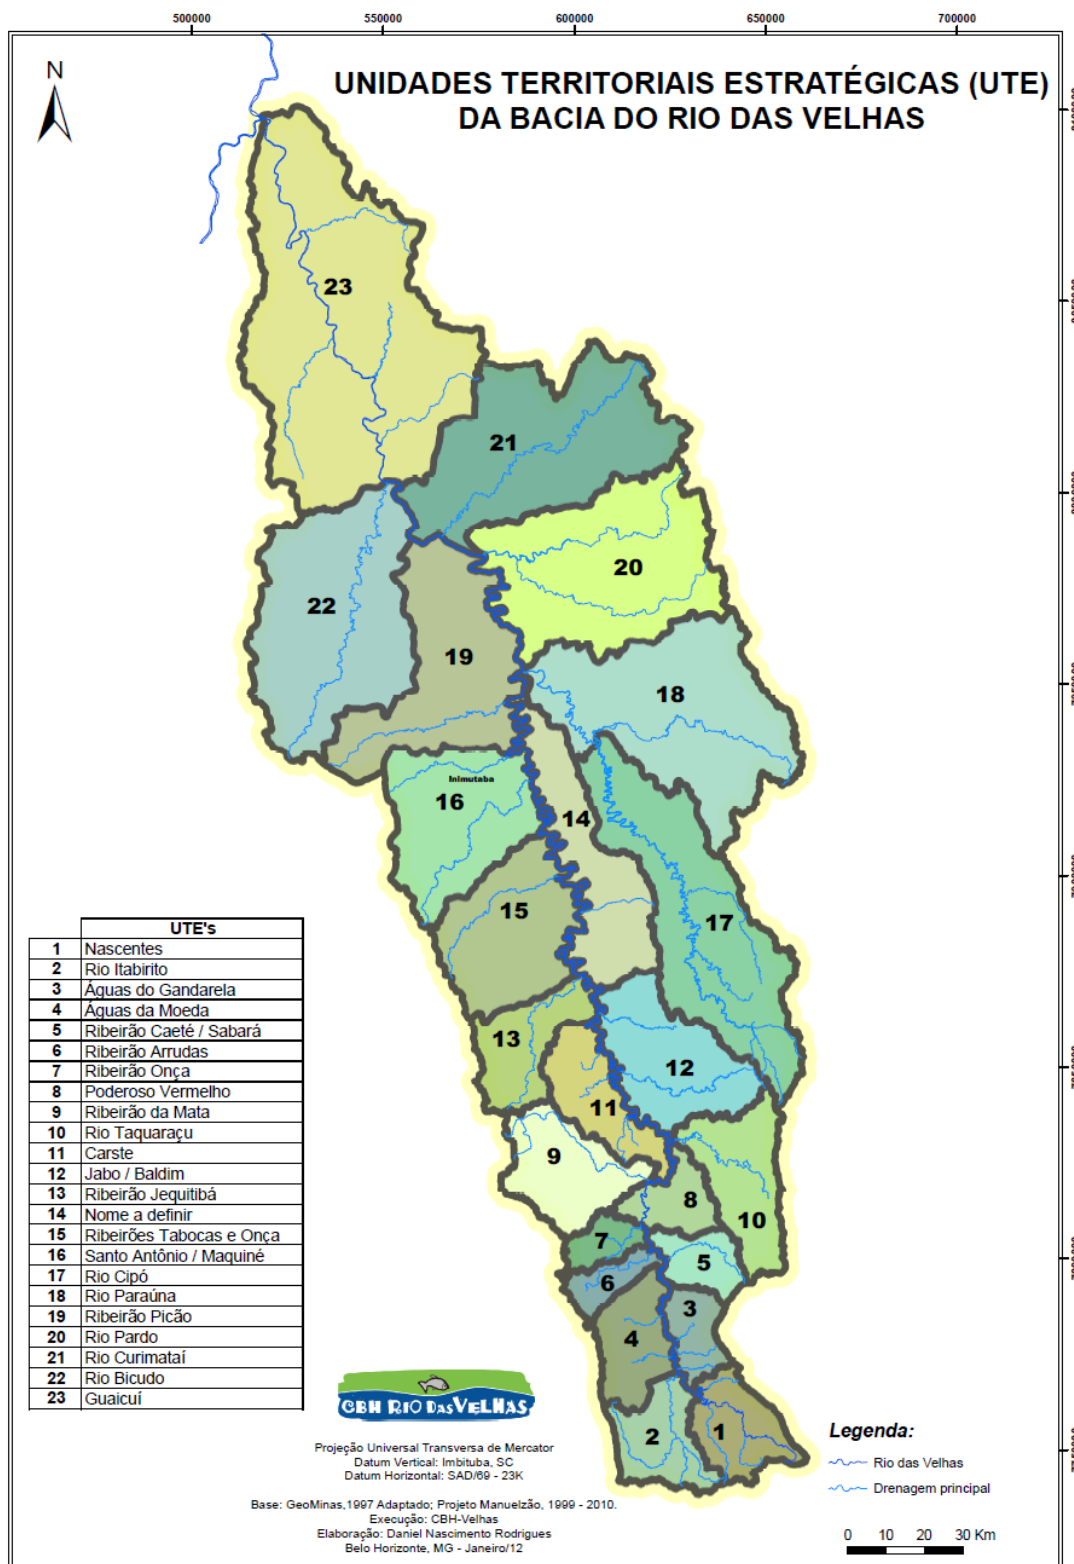 500000 550000 600000 650000 700000
N
UNIDADES TERRITORIAIS ESTRATÉGICAS (UTE)
DA BACIA DO RIO DAS VELHAS
23
21
20
22
19
18
Inimutaba
16
14
15
17
13
12
11
9
8
10
7
5
6
3
4
1
2
UTE's
1 Nascentes
2 Rio Itabirito
3 Águas do Gandarela
4 Águas da Moeda
5 Ribeirão Caeté / Sabará
6 Ribeirão Arrudas
7 Ribeirão Onça
8 Poderoso Vermelho
9 Ribeirão da Mata
10 Rio Taquaraçu
11 Carste
12 Jabo / Baldim
13 Ribeirão Jequitibá
14 Nome a definir
15 Ribeirões Tabocas e Onça
16 Santo Antônio / Maquiné
17 Rio Cipó
18 Rio Paraúna
19 Ribeirão Picão
20 Rio Pardo
21 Rio Curimataí
22 Rio Bicudo
23 Guaicuí
CBH RIO DAS VELHAS
Projeção Universal Transversa de Mercator
Datum Vertical: Imbituba, SC
Datum Horizontal: SAD/69 - 23K
Base: GeoMinas,1997 Adaptado; Projeto Manuelzão, 1999 - 2010.
Execução: CBH-Velhas
Elaboração: Daniel Nascimento Rodrigues
Belo Horizonte, MG - Janeiro/12
Legenda:
Rio das Velhas
Drenagem principal
0 10 20 30 Km